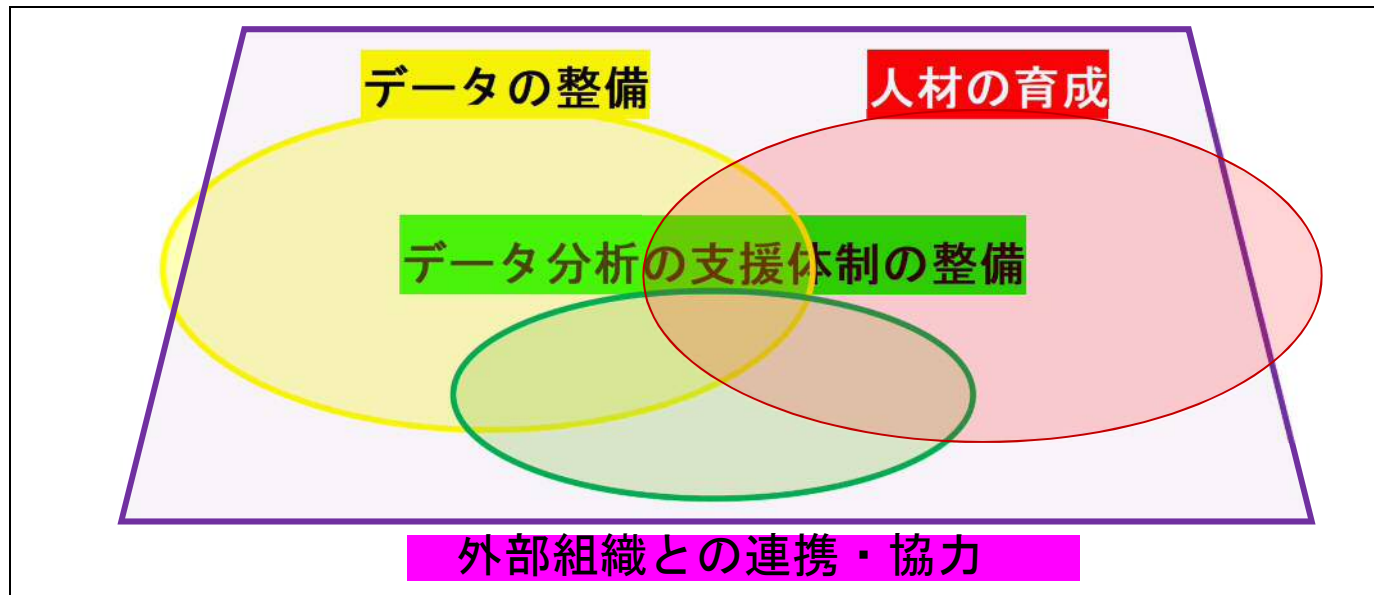 データの整備
人材の育成
データ分析の支援体制の整備
外部組織との連携・協力